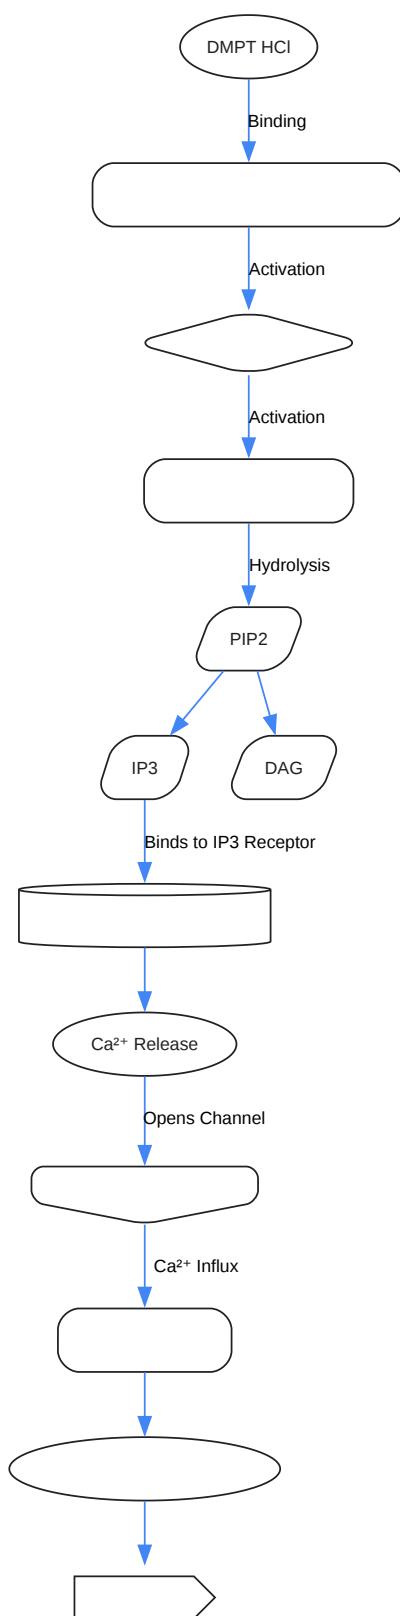 DMPT HCl
Binding
Activation
Activation
Hydrolysis
PIP2
IP3
DAG
Binds to IP3 Receptor
Ca²⁺ Release
Opens Channel
Ca²⁺ Influx